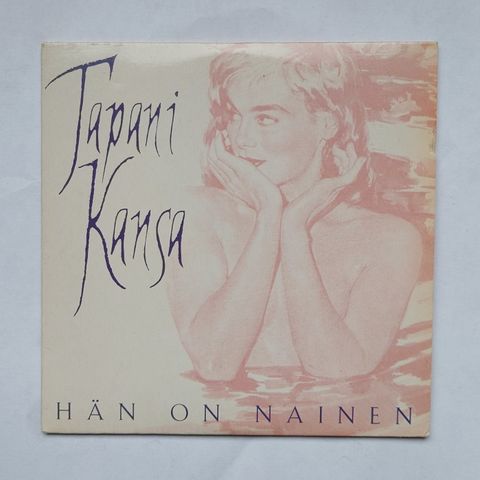 Tapani
Kansa
HÄN ON NAINEN